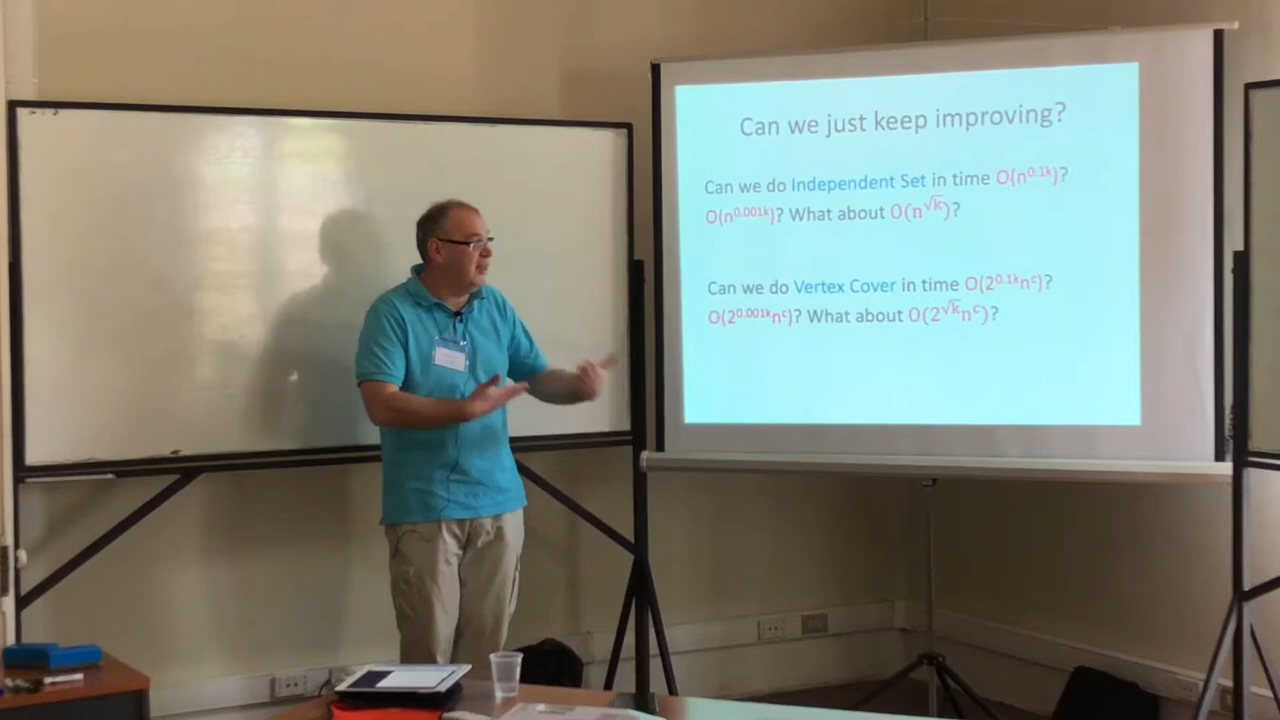 Can we just keep improving?
Can we do Independent Set in time O(n^0.1k)?
O(n^0.001k)? What about O(n^√k)?
Can we do Vertex Cover in time O(2^0.1k n^c)?
O(2^0.001k n^c)? What about O(2^√k n^c)?